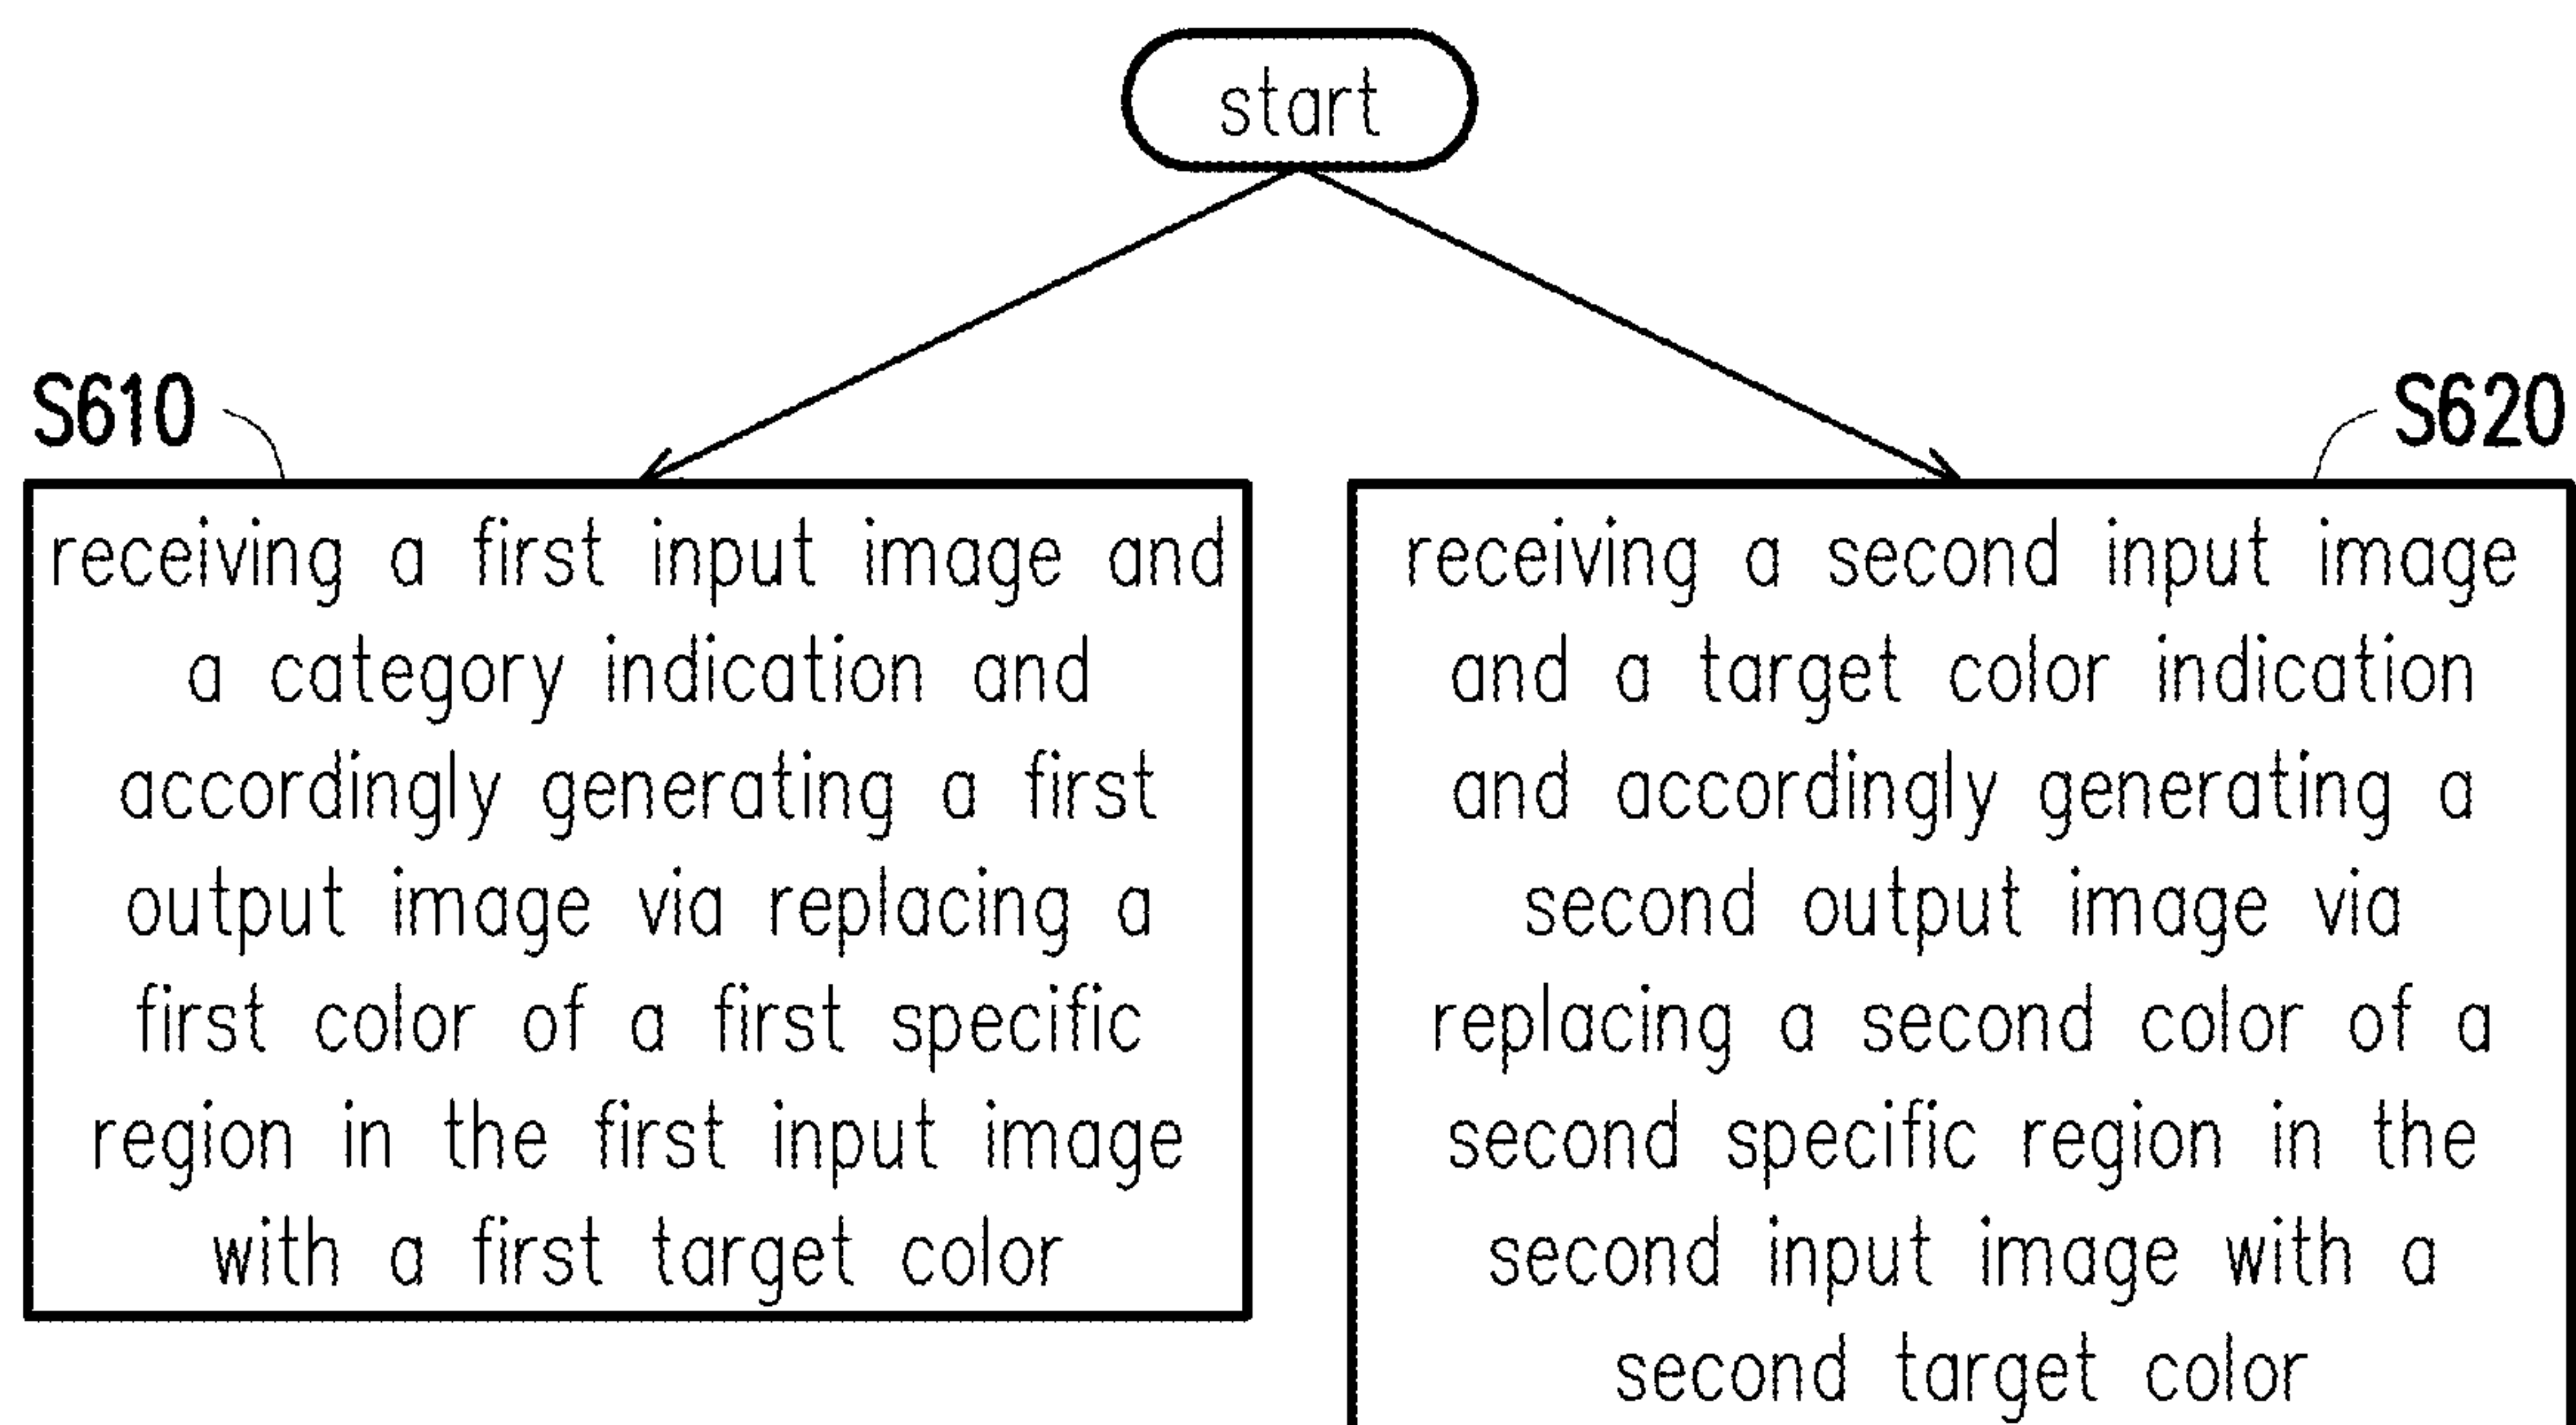 start
S610
receiving a first input image and
a category indication and
accordingly generating a first
output image via replacing a
first color of a first specific
region in the first input image
with a first target color
S620
receiving a second input image
and a target color indication
and accordingly generating a
second output image via
replacing a second color of a
second specific region in the
second input image with a
second target color